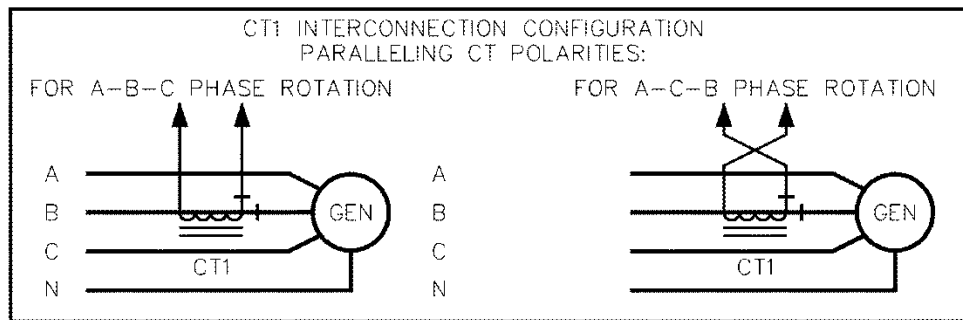 CT1 INTERCONNECTION CONFIGURATION
PARALLELING CT POLARITIES:
FOR A-B-C PHASE ROTATION
A
B
C
N
GEN
CT1
FOR A-C-B PHASE ROTATION
A
B
C
N
GEN
CT1